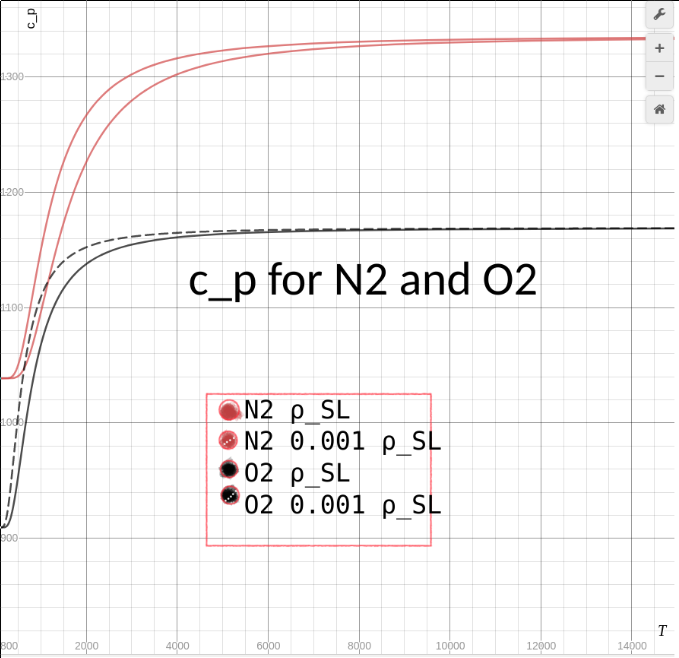 c_p
1300
1200
1100
c_p for N2 and O2
N2 ρ_SL
1000
N2 0.001 ρ_SL
O2 ρ_SL
O2 0.001 ρ_SL
900
T
800 2000 4000 6000 8000 10000 12000 14000